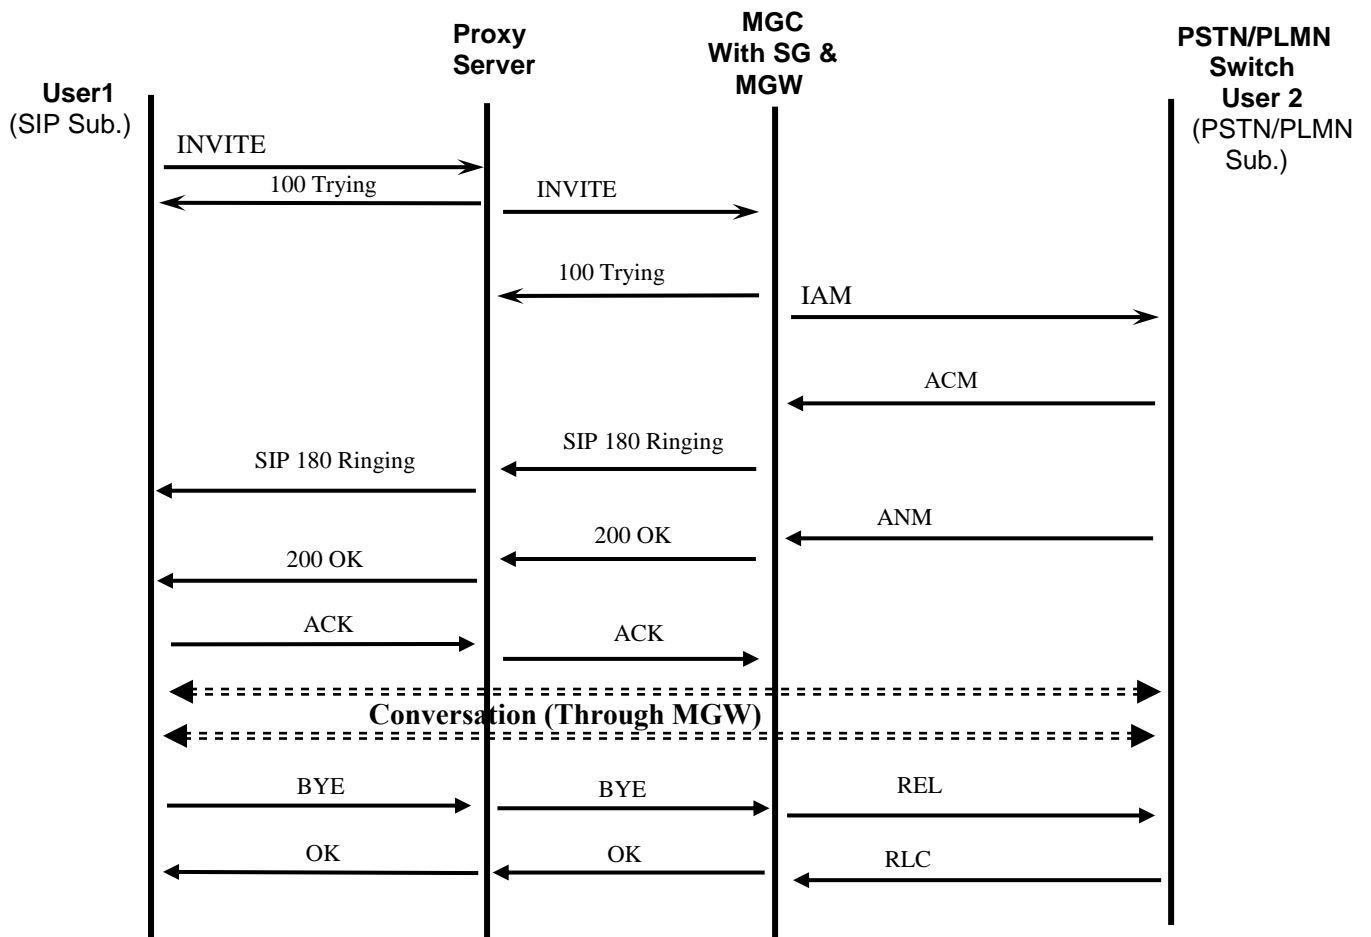 Proxy
Server
MGC
With SG &
MGW
PSTN/PLMN
Switch
User 2
(PSTN/PLMN
Sub.)
User1
(SIP Sub.)
INVITE
100 Trying
INVITE
100 Trying
IAM
ACM
SIP 180 Ringing
SIP 180 Ringing
ANM
200 OK
200 OK
ACK
ACK
Conversation (Through MGW)
BYE
BYE
REL
OK
OK
RLC